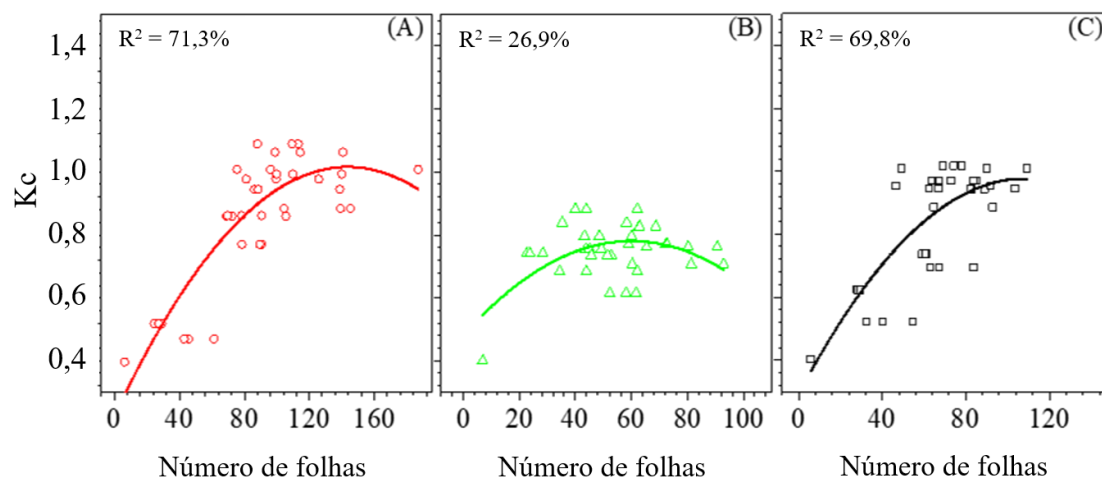 R² = 71,3% (A)
R² = 26,9% (B)
R² = 69,8% (C)
1,4
1,2
1,0
0,8
0,6
0,4
Kc
0 40 80 120 160
0 20 40 60 80 100
0 40 80 120
Número de folhas
Número de folhas
Número de folhas